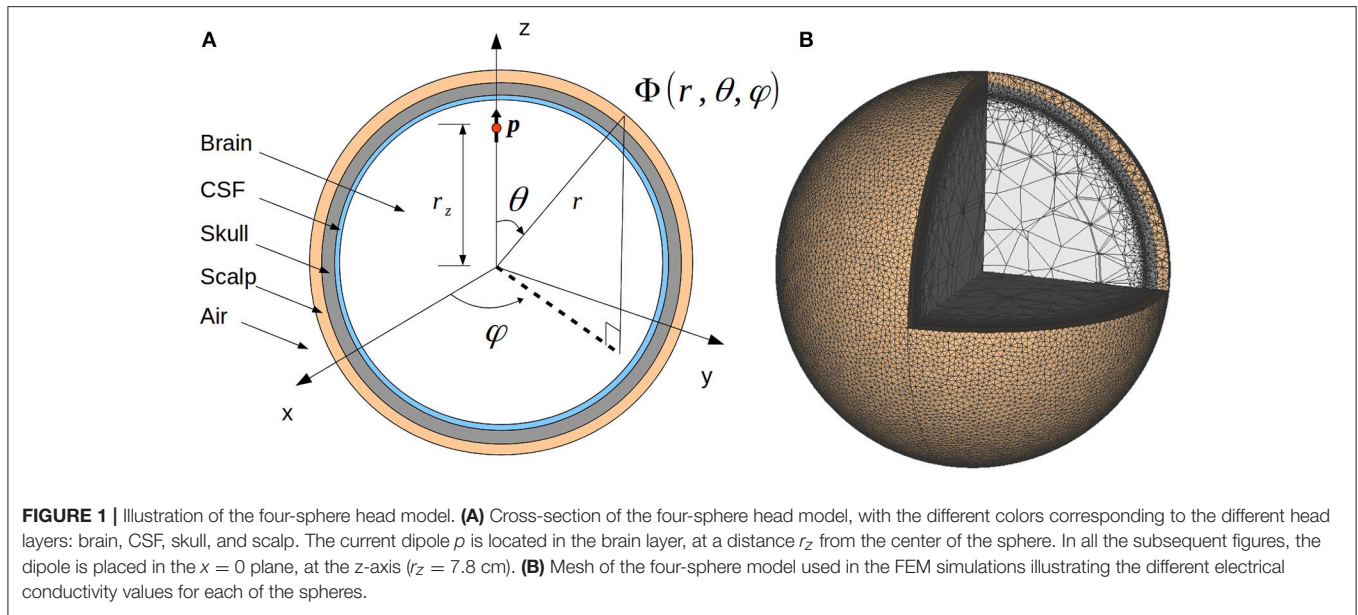 A
B
z
Φ(r, θ, φ)
p
Brain
CSF
Skull
Scalp
Air
r_z
θ
r
φ
x
y
FIGURE 1 | Illustration of the four-sphere head model. (A) Cross-section of the four-sphere head model, with the different colors corresponding to the different head
layers: brain, CSF, skull, and scalp. The current dipole p is located in the brain layer, at a distance r_z from the center of the sphere. In all the subsequent figures, the
dipole is placed in the x = 0 plane, at the z-axis (r_z = 7.8 cm). (B) Mesh of the four-sphere model used in the FEM simulations illustrating the different electrical
conductivity values for each of the spheres.